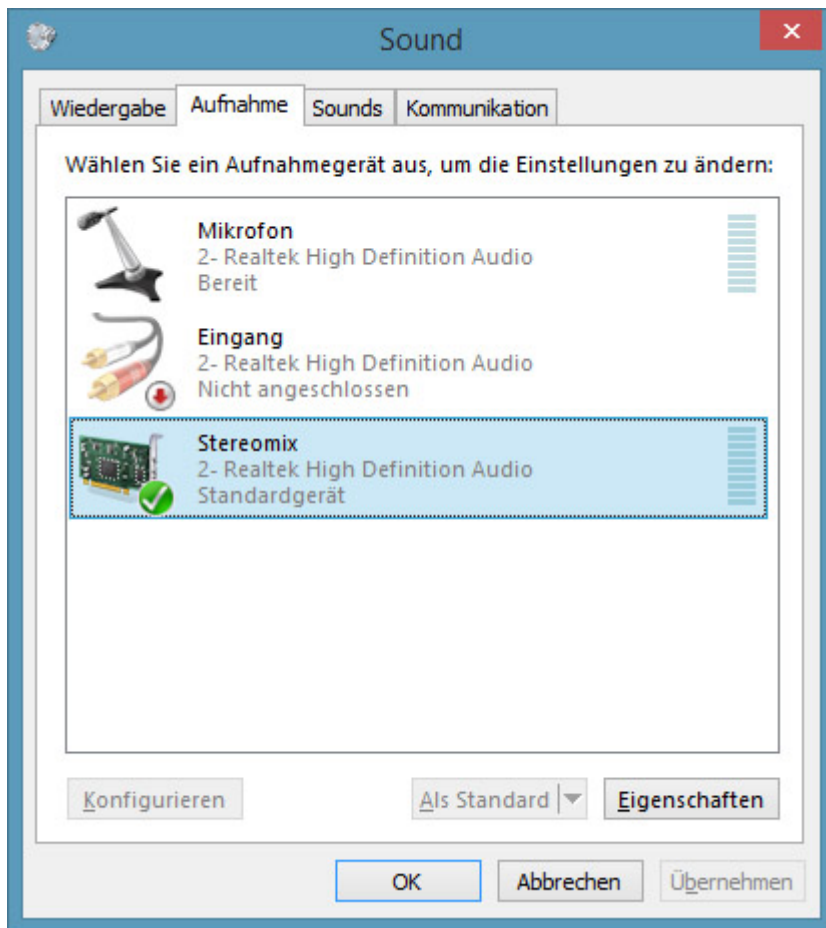 Sound
Wiedergabe Aufnahme Sounds Kommunikation
Wählen Sie ein Aufnahmegerät aus, um die Einstellungen zu ändern:
Mikrofon
2- Realtek High Definition Audio
Bereit
Eingang
2- Realtek High Definition Audio
Nicht angeschlossen
Stereomix
2- Realtek High Definition Audio
Standardgerät
Konfigurieren Als Standard Eigenschaften
OK Abbrechen Übernehmen